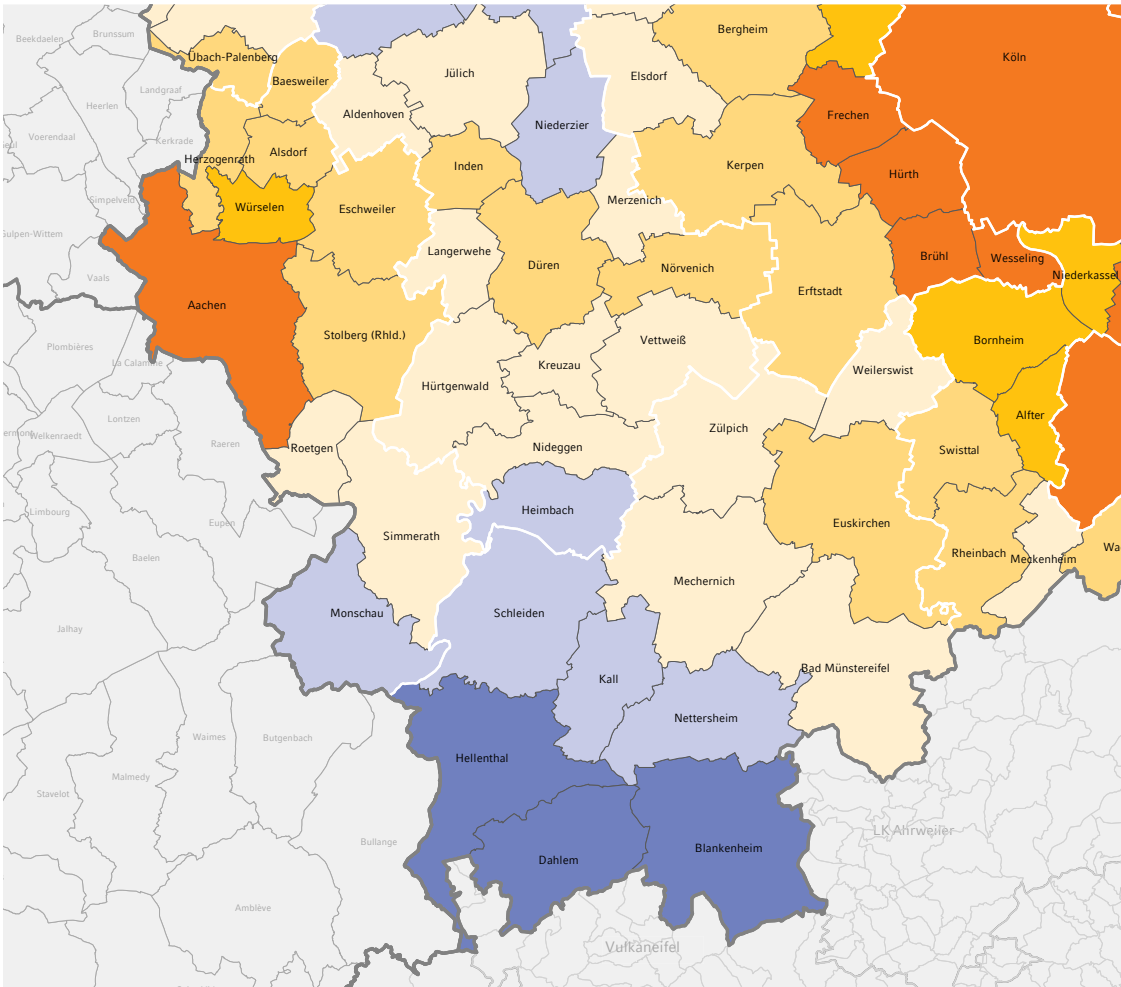 Beekdaelen
Brunssum
Übach-Palenberg
Bergheim
Köln
Baesweiler
Jülich
Elsdorf
Landgraaf
Heerlen
Aldenhoven
Frechen
Niederzier
Voerendaal
Kerkrade
Herzogenrath
Alsdorf
Inden
Kerpen
Hürth
Simpelveld
Würselen
Eschweiler
Merzenich
Gulpen-Wittem
Langerwehe
Brühl
Wesseling
Vaals
Düren
Nörvenich
Niederkassel
Erftstadt
Aachen
Stolberg (Rhld.)
Plombières
La Calamine
Vettweiß
Bornheim
Kreuzau
Weilerswist
Hürtgenwald
Lontzen
Welkenraedt
Raeren
Alfter
Zülpich
Roetgen
Nideggen
Swisttal
Limbourg
Eupen
Heimbach
Euskirchen
Simmerath
Baelen
Rheinbach
Meckenheim
Wa
Mechernich
Monschau
Schleiden
Jalhay
Bad Münstereifel
Kall
Nettersheim
Waimes
Butgenbach
Hellenthal
Malmedy
Stavelot
Bullange
LK Ahrweiler
Dahlem
Blankenheim
Amblève
Vulkaneifel